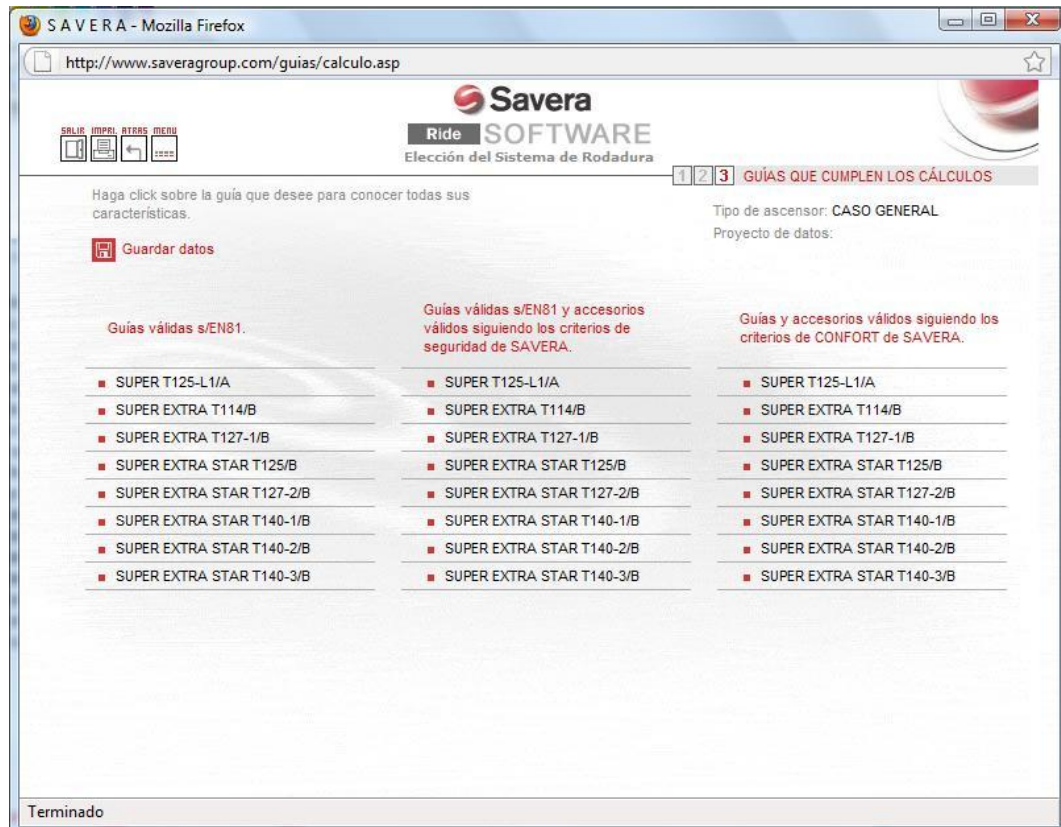 S A V E R A - Mozilla Firefox
http://www.saveragroup.com/guias/calculo.asp
SALIR IMPRI. ATRAS MENU
Savera
Ride SOFTWARE
Elección del Sistema de Rodadura
1 2 3 GUÍAS QUE CUMPLEN LOS CÁLCULOS
Haga click sobre la guía que desee para conocer todas sus
características.
Tipo de ascensor: CASO GENERAL
Proyecto de datos:
Guardar datos
Guías válidas s/EN81.
Guías válidas s/EN81 y accesorios
válidos siguiendo los criterios de
seguridad de SAVERA.
Guías y accesorios válidos siguiendo los
criterios de CONFORT de SAVERA.
SUPER T125-L1/A SUPER T125-L1/A SUPER T125-L1/A
SUPER EXTRA T114/B SUPER EXTRA T114/B SUPER EXTRA T114/B
SUPER EXTRA T127-1/B SUPER EXTRA T127-1/B SUPER EXTRA T127-1/B
SUPER EXTRA STAR T125/B SUPER EXTRA STAR T125/B SUPER EXTRA STAR T125/B
SUPER EXTRA STAR T127-2/B SUPER EXTRA STAR T127-2/B SUPER EXTRA STAR T127-2/B
SUPER EXTRA STAR T140-1/B SUPER EXTRA STAR T140-1/B SUPER EXTRA STAR T140-1/B
SUPER EXTRA STAR T140-2/B SUPER EXTRA STAR T140-2/B SUPER EXTRA STAR T140-2/B
SUPER EXTRA STAR T140-3/B SUPER EXTRA STAR T140-3/B SUPER EXTRA STAR T140-3/B
Terminado